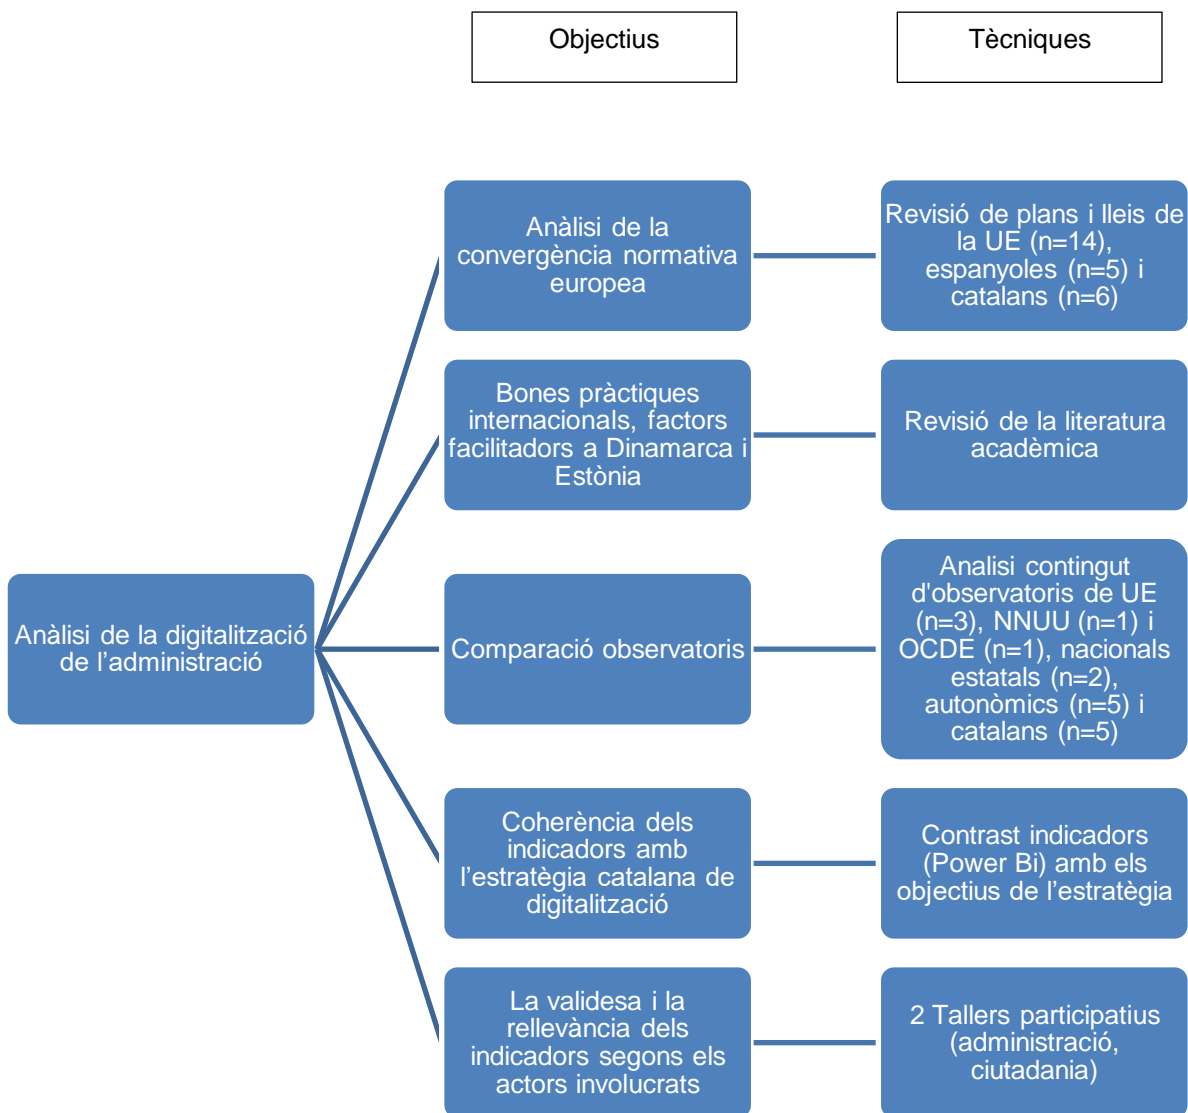 Objectius
Tècniques
Anàlisi de la
convergència normativa
europea
Revisió de plans i lleis de
la UE (n=14),
espanyoles (n=5) i
catalans (n=6)
Bones pràctiques
internacionals, factors
facilitadors a Dinamarca i
Estònia
Revisió de la literatura
acadèmica
Anàlisi de la digitalització
de l’administració
Comparació observatoris
Analisi contingut
d'observatoris de UE
(n=3), NNUU (n=1) i
OCDE (n=1), nacionals
estatals (n=2),
autonòmics (n=5) i
catalans (n=5)
Coherència dels
indicadors amb
l’estratègia catalana de
digitalització
Contrast indicadors
(Power Bi) amb els
objectius de l’estratègia
La validesa i la
rellevància dels
indicadors segons els
actors involucrats
2 Tallers participatius
(administració,
ciutadania)